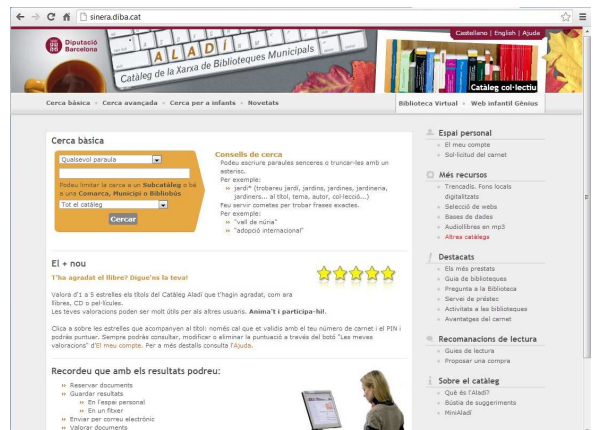 sinera.diba.cat
Castellano | English | Ajuda
Diputació
Barcelona
ALADÍ
Catàleg de la Xarxa de Biblioteques Municipals
Catàleg col·lectiu
Cerca bàsica Cerca avançada Cerca per a infants Novetats
Biblioteca Virtual Web infantil Gènius
Cerca bàsica
Qualsevol paraula
Podeu limitar la cerca a un Subcatàleg o bé
a una Comarca, Municipi o Bibliobús
Tot el catàleg
Cercar
Consells de cerca
Podeu escriure paraules senceres o truncar-les amb un
asterisc.
Per exemple:
» jardi* (trobareu jardí, jardins, jardines, jardineria,
jardiners... al títol, tema, autor, col·lecció...)
Feu servir cometes per trobar frases exactes.
Per exemple:
» "vall de núria"
» "adopció internacional"
El + nou
T'ha agradat el llibre? Digue'ns la teva!
Valora d'1 a 5 estrelles els títols del Catàleg Aladí que t'hagin agradat, com ara
llibres, CD o pel·lícules.
Les teves valoracions poden ser molt útils per als altres usuaris. Anima't i participa-hi!.
Clica a sobre les estrelles que acompanyen al títol: només cal que et validis amb el teu número de carnet i el PIN i
podràs puntuar. Sempre podràs consultar, modificar o eliminar la puntuació a través del botó "Les meves
valoracions" d'El meu compte. Per a més detalls consulta l'Ajuda.
Recordeu que amb els resultats podreu:
» Reservar documents
» Guardar resultats
» En l'espai personal
» En un fitxer
» Enviar per correu electrònic
» Valorar documents
Espai personal
El meu compte
Sol·licitud del carnet
Més recursos
Trencadís. Fons locals
digitalitzats
Selecció de webs
Bases de dades
Audiollibres en mp3
Altres catàlegs
Destacats
Els més prestats
Guia de biblioteques
Pregunta a la Biblioteca
Servei de préstec
Activitats a les biblioteques
Avantatges del carnet
Recomanacions de lectura
Guies de lectura
Proposar una compra
Sobre el catàleg
Què és l'Aladí?
Bústia de suggeriments
MiniAladí